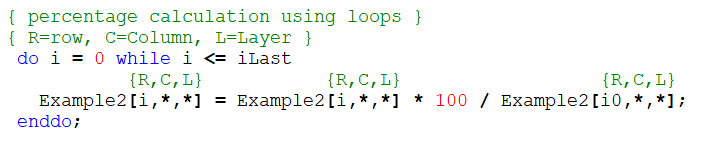 { percentage calculation using loops }
{ R=row, C=Column, L=Layer }
do i = 0 while i <= iLast
{R,C,L} {R,C,L} {R,C,L}
Example2[i,*,*] = Example2[i,*,*] * 100 / Example2[i0,*,*];
enddo;